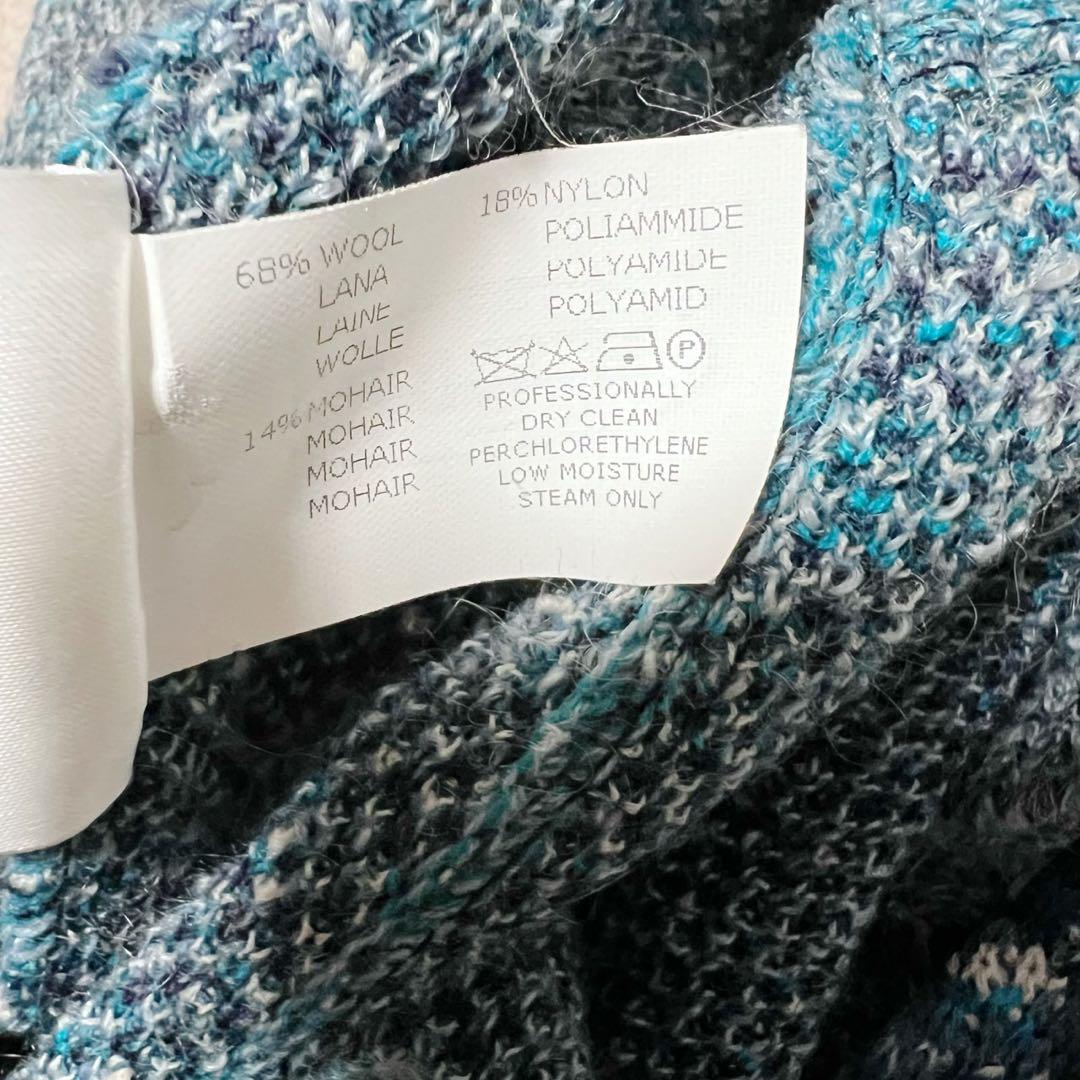 68% WOOL
LANA
LAINE
WOLLE
14% MOHAIR
MOHAIR
MOHAIR
MOHAIR
18% NYLON
POLIAMMIDE
POLYAMIDE
POLYAMID
P
PROFESSIONALLY
DRY CLEAN
PERCHLORETHYLENE
LOW MOISTURE
STEAM ONLY